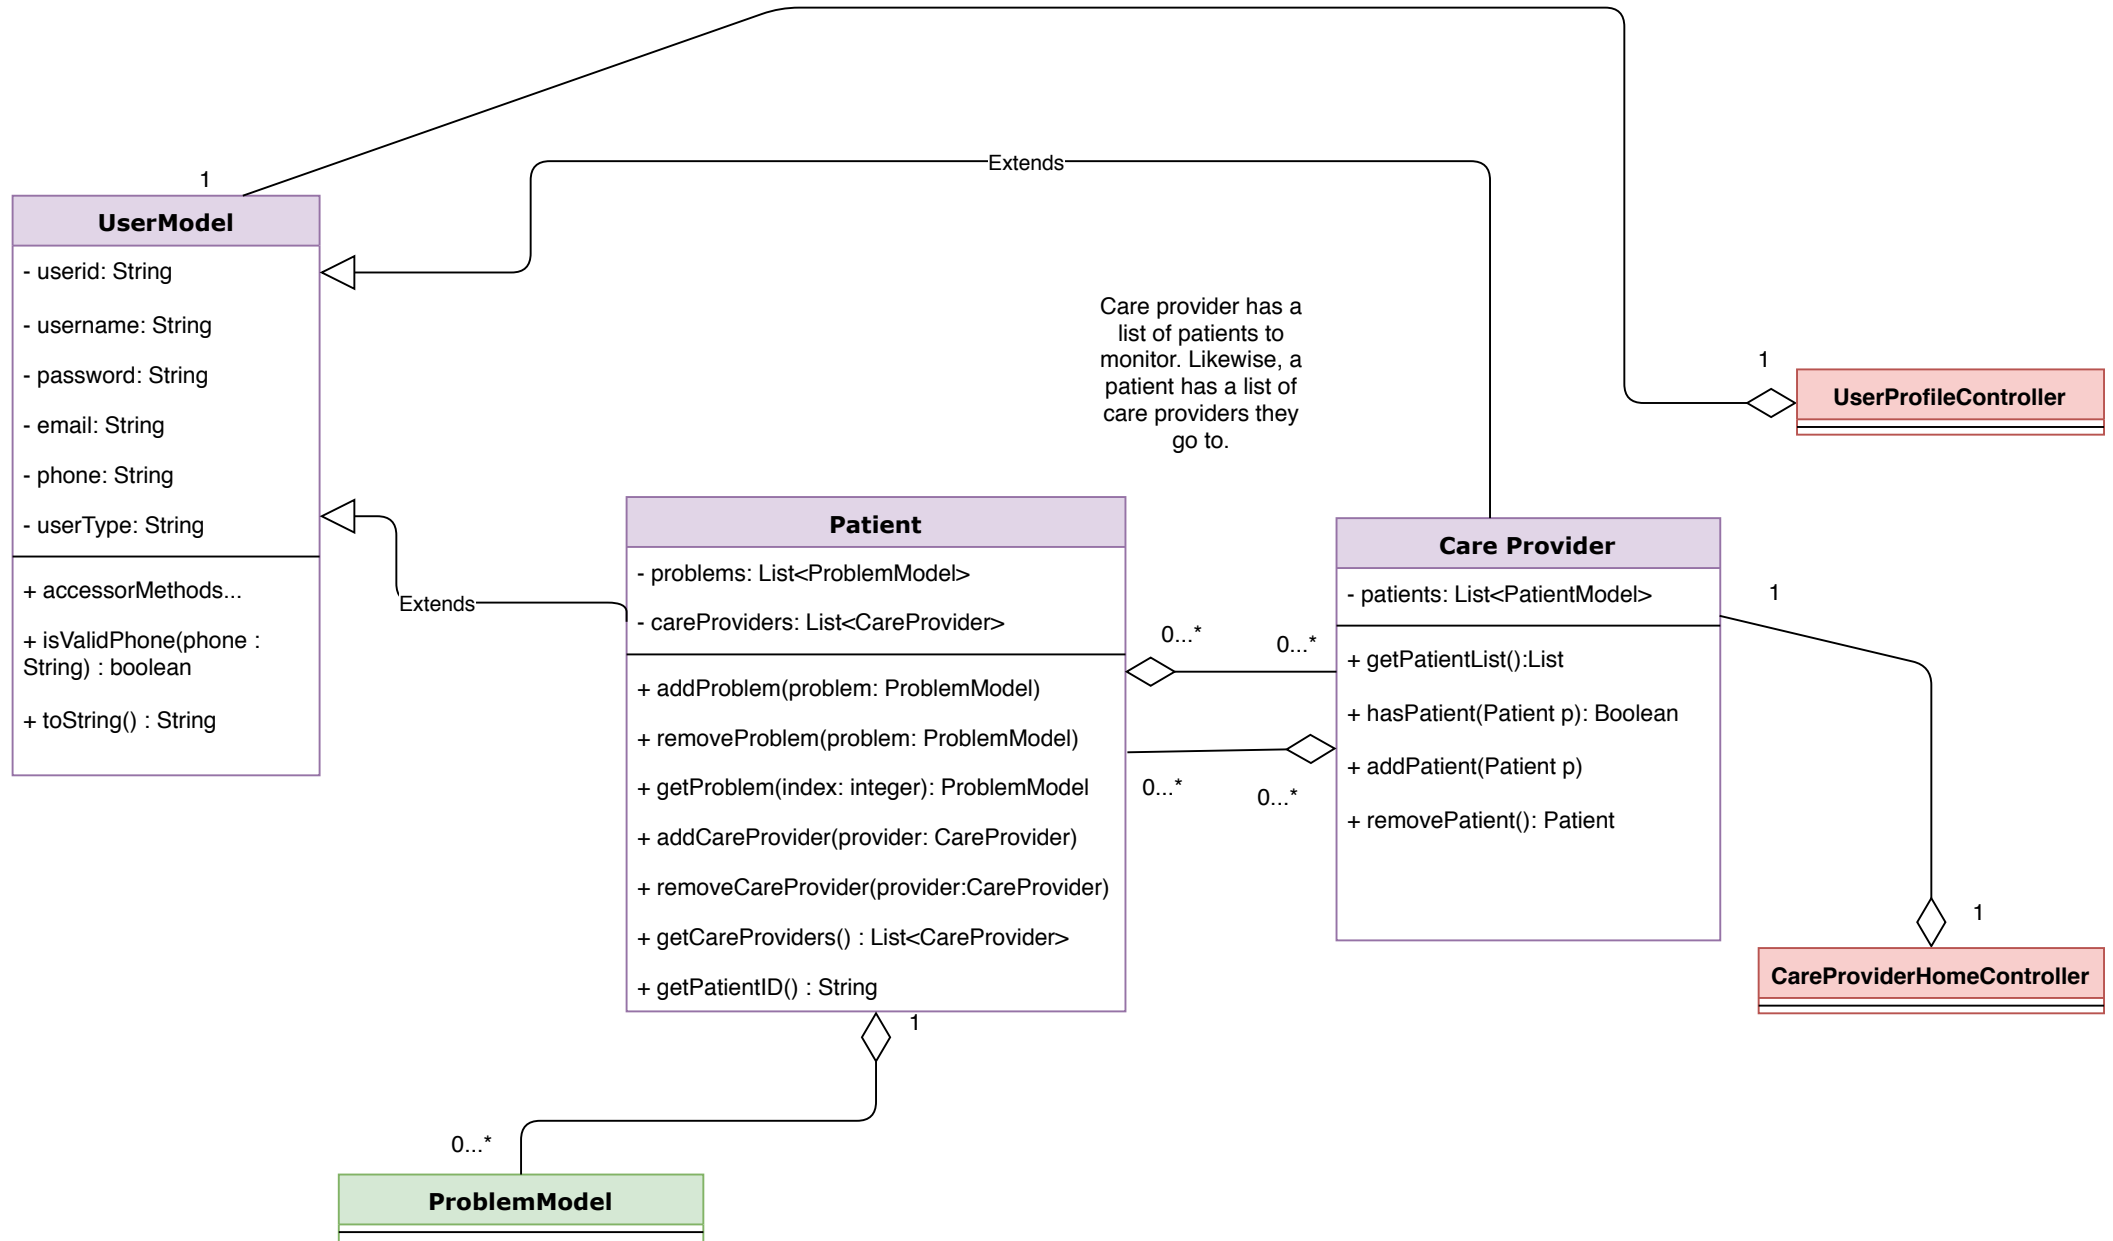 Extends
1
UserModel
- userid: String
- username: String
- password: String
- email: String
- phone: String
- userType: String
+ accessorMethods...
+ isValidPhone(phone :
String) : boolean
+ toString() : String
Extends
Care provider has a
list of patients to
monitor. Likewise, a
patient has a list of
care providers they
go to.
1
UserProfileController
Patient
- problems: List<ProblemModel>
- careProviders: List<CareProvider>
+ addProblem(problem: ProblemModel)
+ removeProblem(problem: ProblemModel)
+ getProblem(index: integer): ProblemModel
+ addCareProvider(provider: CareProvider)
+ removeCareProvider(provider:CareProvider)
+ getCareProviders() : List<CareProvider>
+ getPatientID() : String
0...*
0...*
0...*
0...*
Care Provider
- patients: List<PatientModel>
+ getPatientList():List
+ hasPatient(Patient p): Boolean
+ addPatient(Patient p)
+ removePatient(): Patient
1
1
CareProviderHomeController
1
0...*
ProblemModel